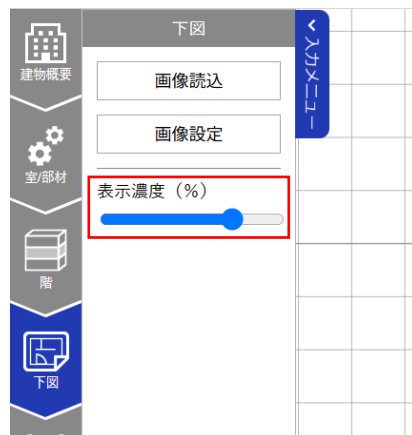 建物概要
室/部材
階
下図
下図
画像読込
画像設定
表示濃度（%）
入力メニュー